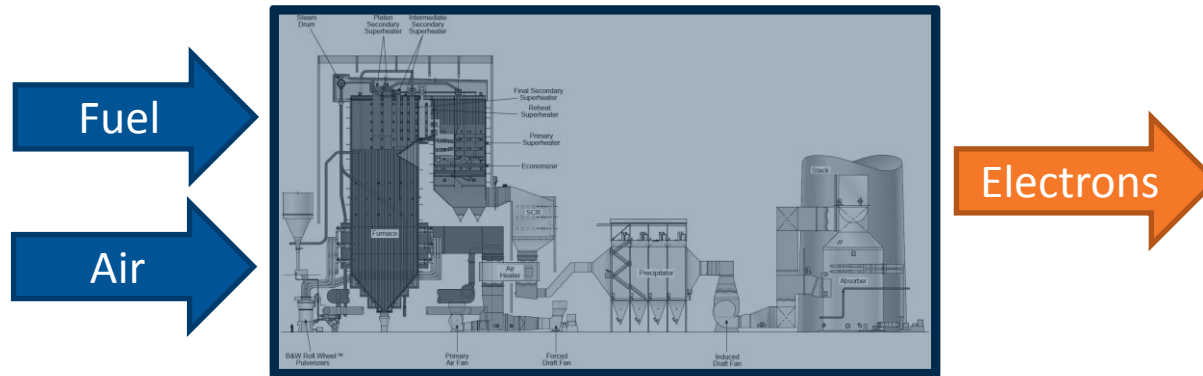 Fuel
Air
Steam
Drum
Platen
Secondary
Superheater
Intermediate
Secondary
Superheater
Final Secondary
Superheater
Reheat
Superheater
Primary
Superheater
Economizer
SCR
Furnace
Air
Heater
Precipitator
Stack
Absorber
B&W Roll Wheel™
Pulverizers
Primary
Air Fan
Forced
Draft Fan
Induced
Draft Fan
Electrons